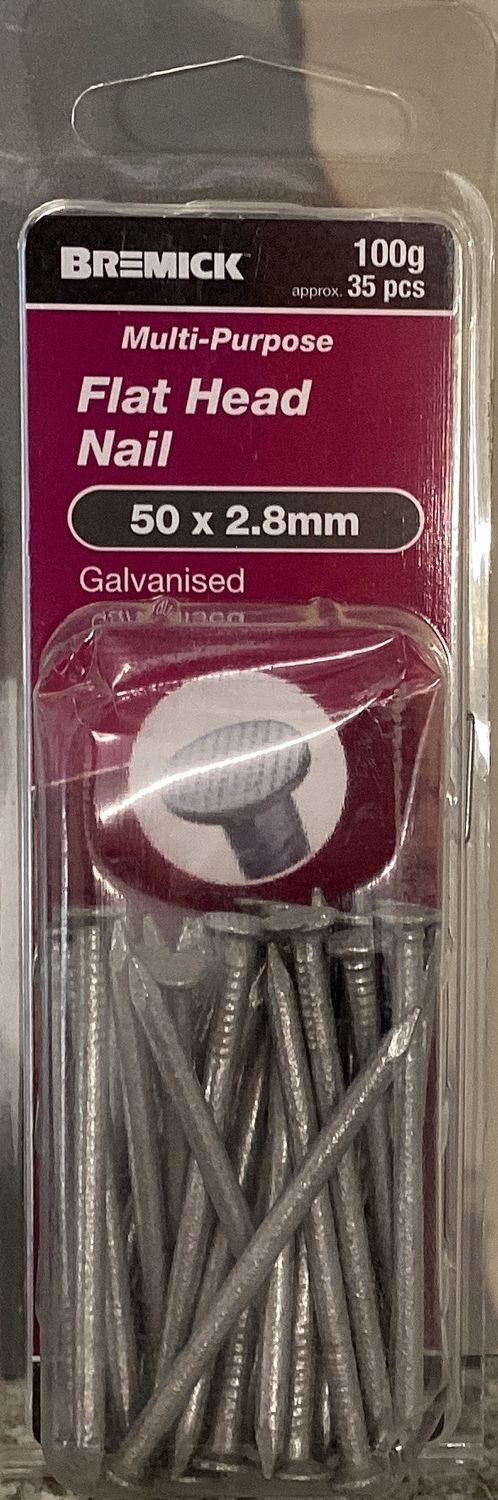 BREMICK
100g
approx. 35 pcs
Multi-Purpose
Flat Head
Nail
50 x 2.8mm
Galvanised